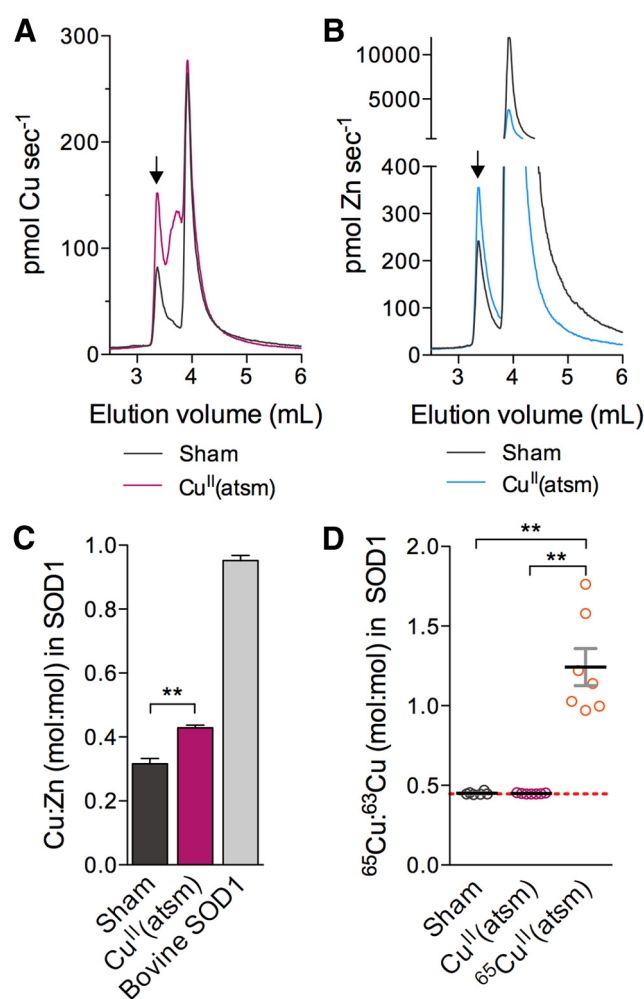 A
300
200
100
0
pmol Cu sec⁻¹
3 4 5 6
Elution volume (mL)
Sham
Cuᴵᴵ(atsm)
B
10000
5000
400
300
200
100
0
pmol Zn sec⁻¹
3 4 5 6
Elution volume (mL)
Sham
Cuᴵᴵ(atsm)
C
1.0
0.8
0.6
0.4
0.2
0.0
Cu:Zn (mol:mol) in SOD1
**
Sham
Cuᴵᴵ(atsm)
Bovine SOD1
D
2.0
1.5
1.0
0.5
0.0
⁶⁵Cu:⁶³Cu (mol:mol) in SOD1
**
**
Sham
Cuᴵᴵ(atsm)
⁶⁵Cuᴵᴵ(atsm)